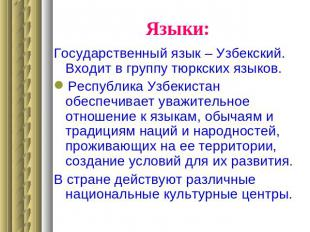 Языки:
Государственный язык – Узбекский.
Входит в группу тюркских языков.
Республика Узбекистан
обеспечивает уважительное
отношение к языкам, обычаям и
традициям наций и народностей,
проживающих на ее территории,
создание условий для их развития.
В стране действуют различные
национальные культурные центры.